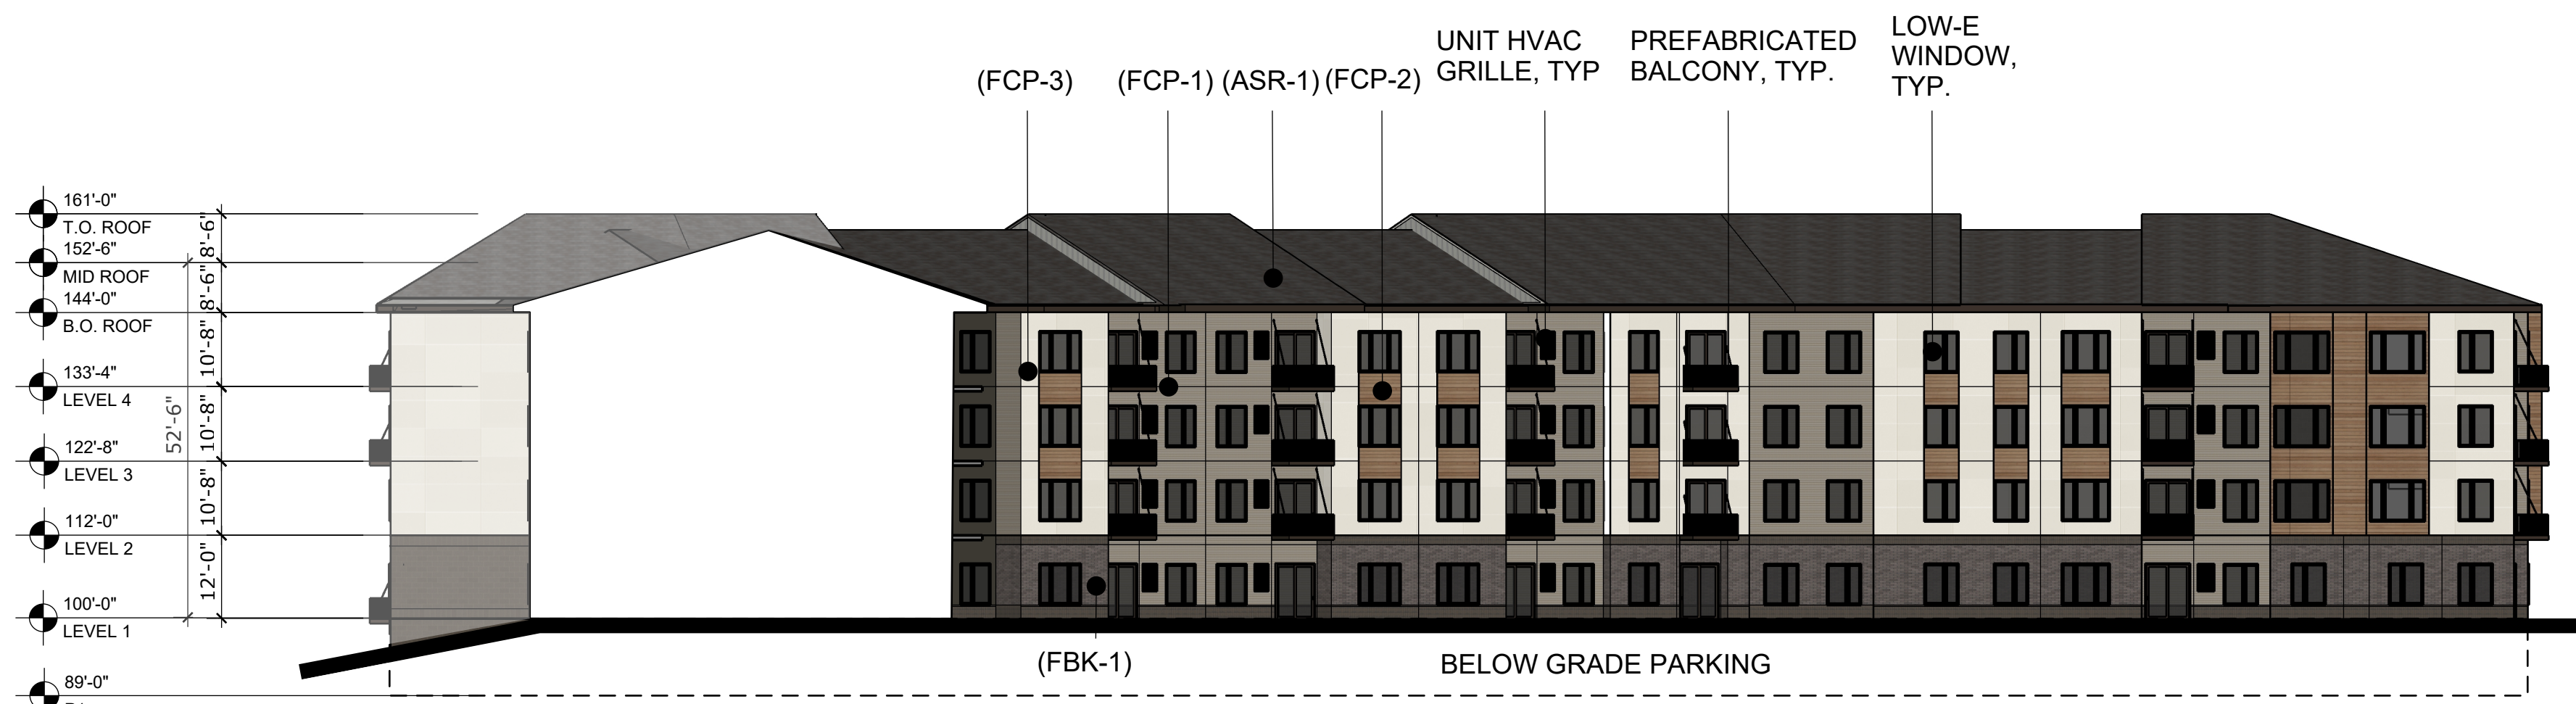 LOW-E
WINDOW,
TYP.
UNIT HVAC
GRILLE, TYP
PREFABRICATED
BALCONY, TYP.
(FCP-3)
(FCP-1)
(ASR-1)
(FCP-2)
161'-0"
T.O. ROOF
8'-6"
152'-6"
MID ROOF
8'-6"
144'-0"
B.O. ROOF
10'-8"
133'-4"
LEVEL 4
10'-8"
52'-6"
122'-8"
LEVEL 3
10'-8"
112'-0"
LEVEL 2
12'-0"
100'-0"
LEVEL 1
(FBK-1)
BELOW GRADE PARKING
89'-0"